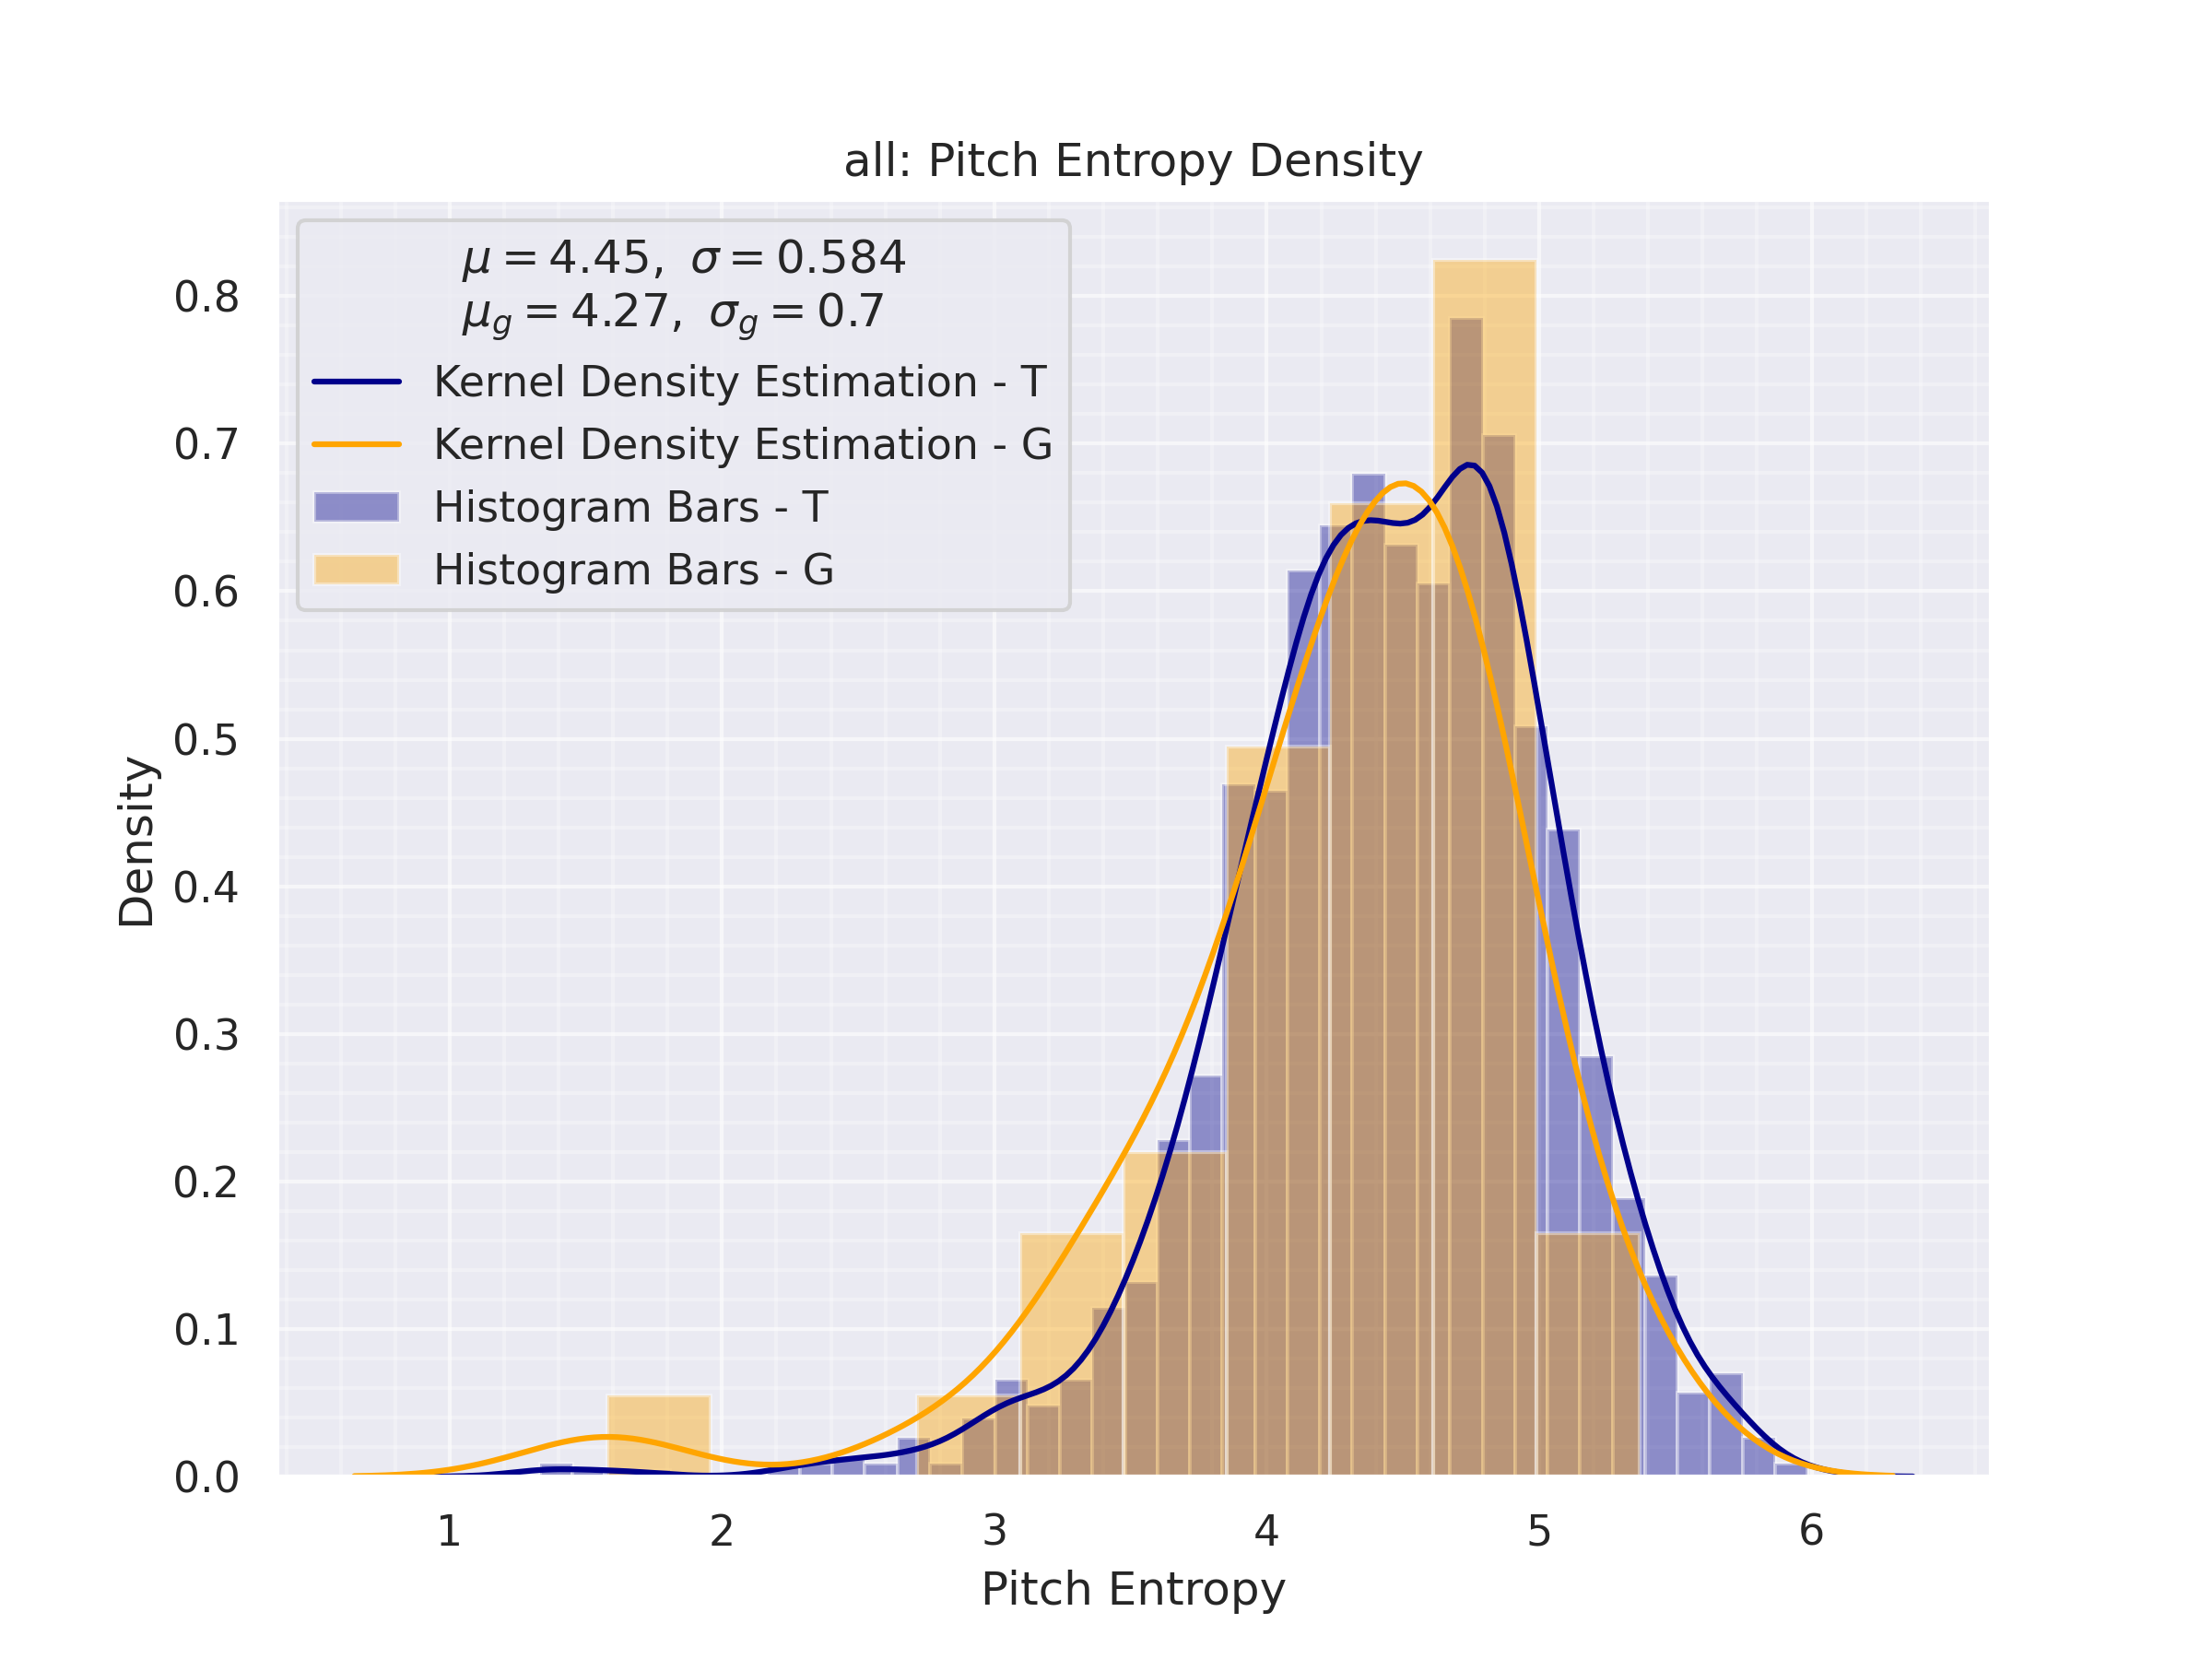 all: Pitch Entropy Density
μ = 4.45, σ = 0.584
μ_g = 4.27, σ_g = 0.7
Kernel Density Estimation - T
Kernel Density Estimation - G
Histogram Bars - T
Histogram Bars - G
0.8
0.7
0.6
0.5
0.4
0.3
0.2
0.1
0.0
Density
1 2 3 4 5 6
Pitch Entropy